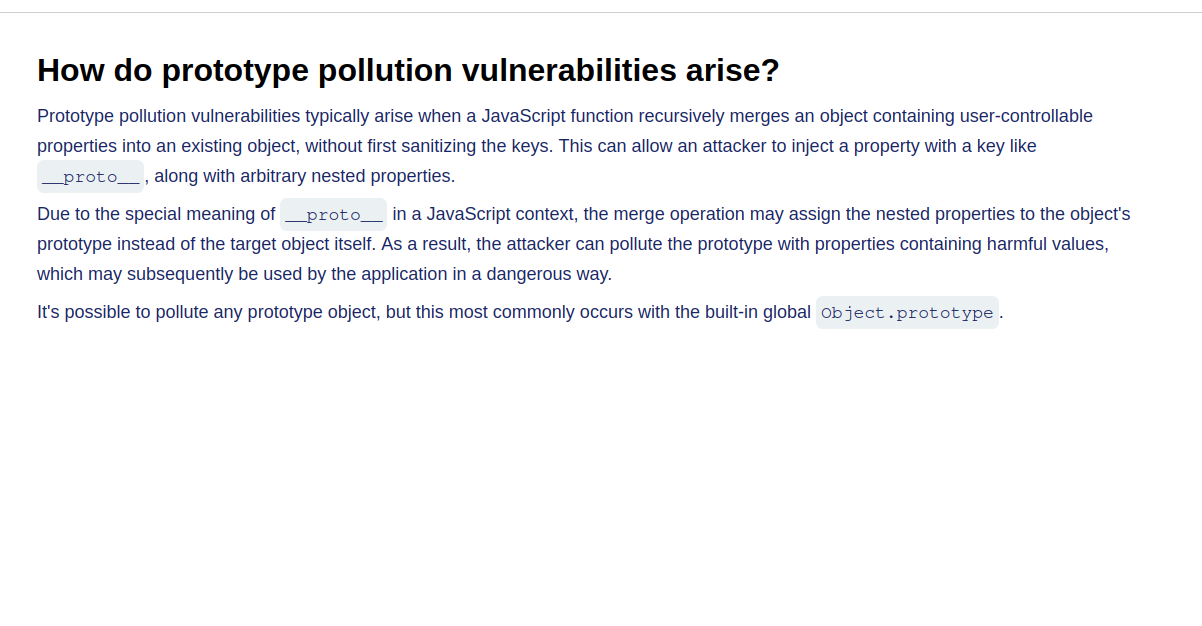 How do prototype pollution vulnerabilities arise?
Prototype pollution vulnerabilities typically arise when a JavaScript function recursively merges an object containing user-controllable
properties into an existing object, without first sanitizing the keys. This can allow an attacker to inject a property with a key like
__proto__, along with arbitrary nested properties.
Due to the special meaning of __proto__ in a JavaScript context, the merge operation may assign the nested properties to the object's
prototype instead of the target object itself. As a result, the attacker can pollute the prototype with properties containing harmful values,
which may subsequently be used by the application in a dangerous way.
It's possible to pollute any prototype object, but this most commonly occurs with the built-in global Object.prototype.